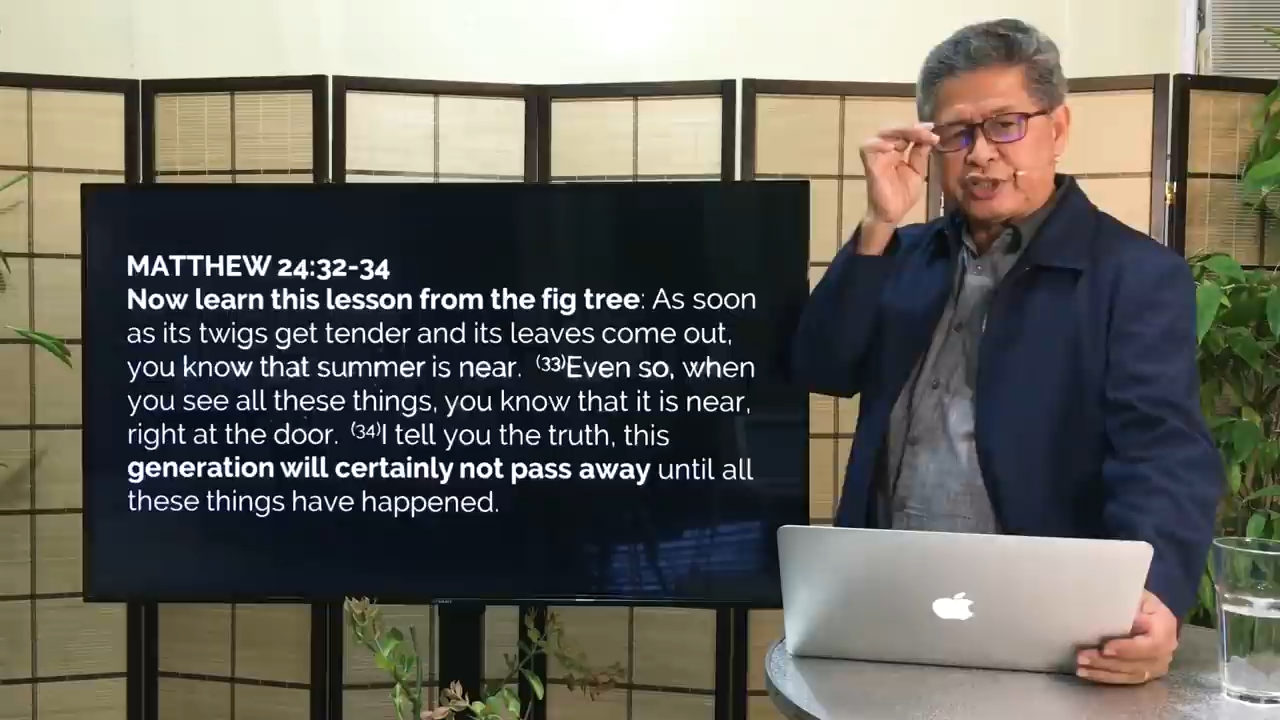 MATTHEW 24:32-34
Now learn this lesson from the fig tree: As soon
as its twigs get tender and its leaves come out,
you know that summer is near. (33)Even so, when
you see all these things, you know that it is near,
right at the door. (34)I tell you the truth, this
generation will certainly not pass away until all
these things have happened.